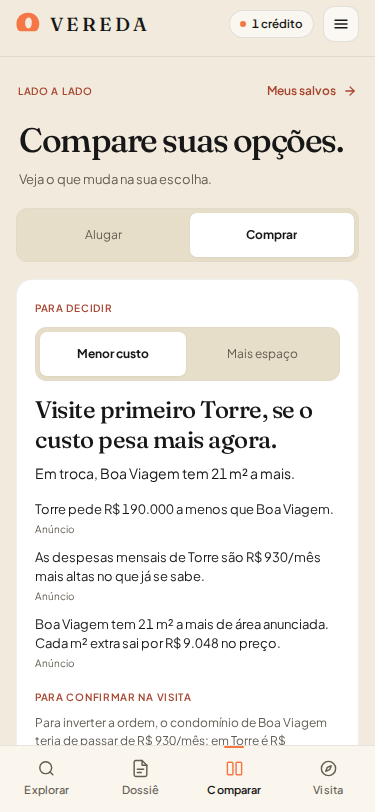 VEREDA
1 crédito
LADO A LADO
Meus salvos
Compare suas opções.
Veja o que muda na sua escolha.
Alugar
Comprar
PARA DECIDIR
Menor custo
Mais espaço
Visite primeiro Torre, se o
custo pesa mais agora.
Em troca, Boa Viagem tem 21 m² a mais.
Torre pede R$ 190.000 a menos que Boa Viagem.
Anúncio
As despesas mensais de Torre são R$ 930/mês
mais altas no que já se sabe.
Anúncio
Boa Viagem tem 21 m² a mais de área anunciada.
Cada m² extra sai por R$ 9.048 no preço.
Anúncio
PARA CONFIRMAR NA VISITA
Para inverter a ordem, o condomínio de Boa Viagem
teria de passar de R$ 930/mês; em Torre é R$
Explorar
Dossiê
Comparar
Visita